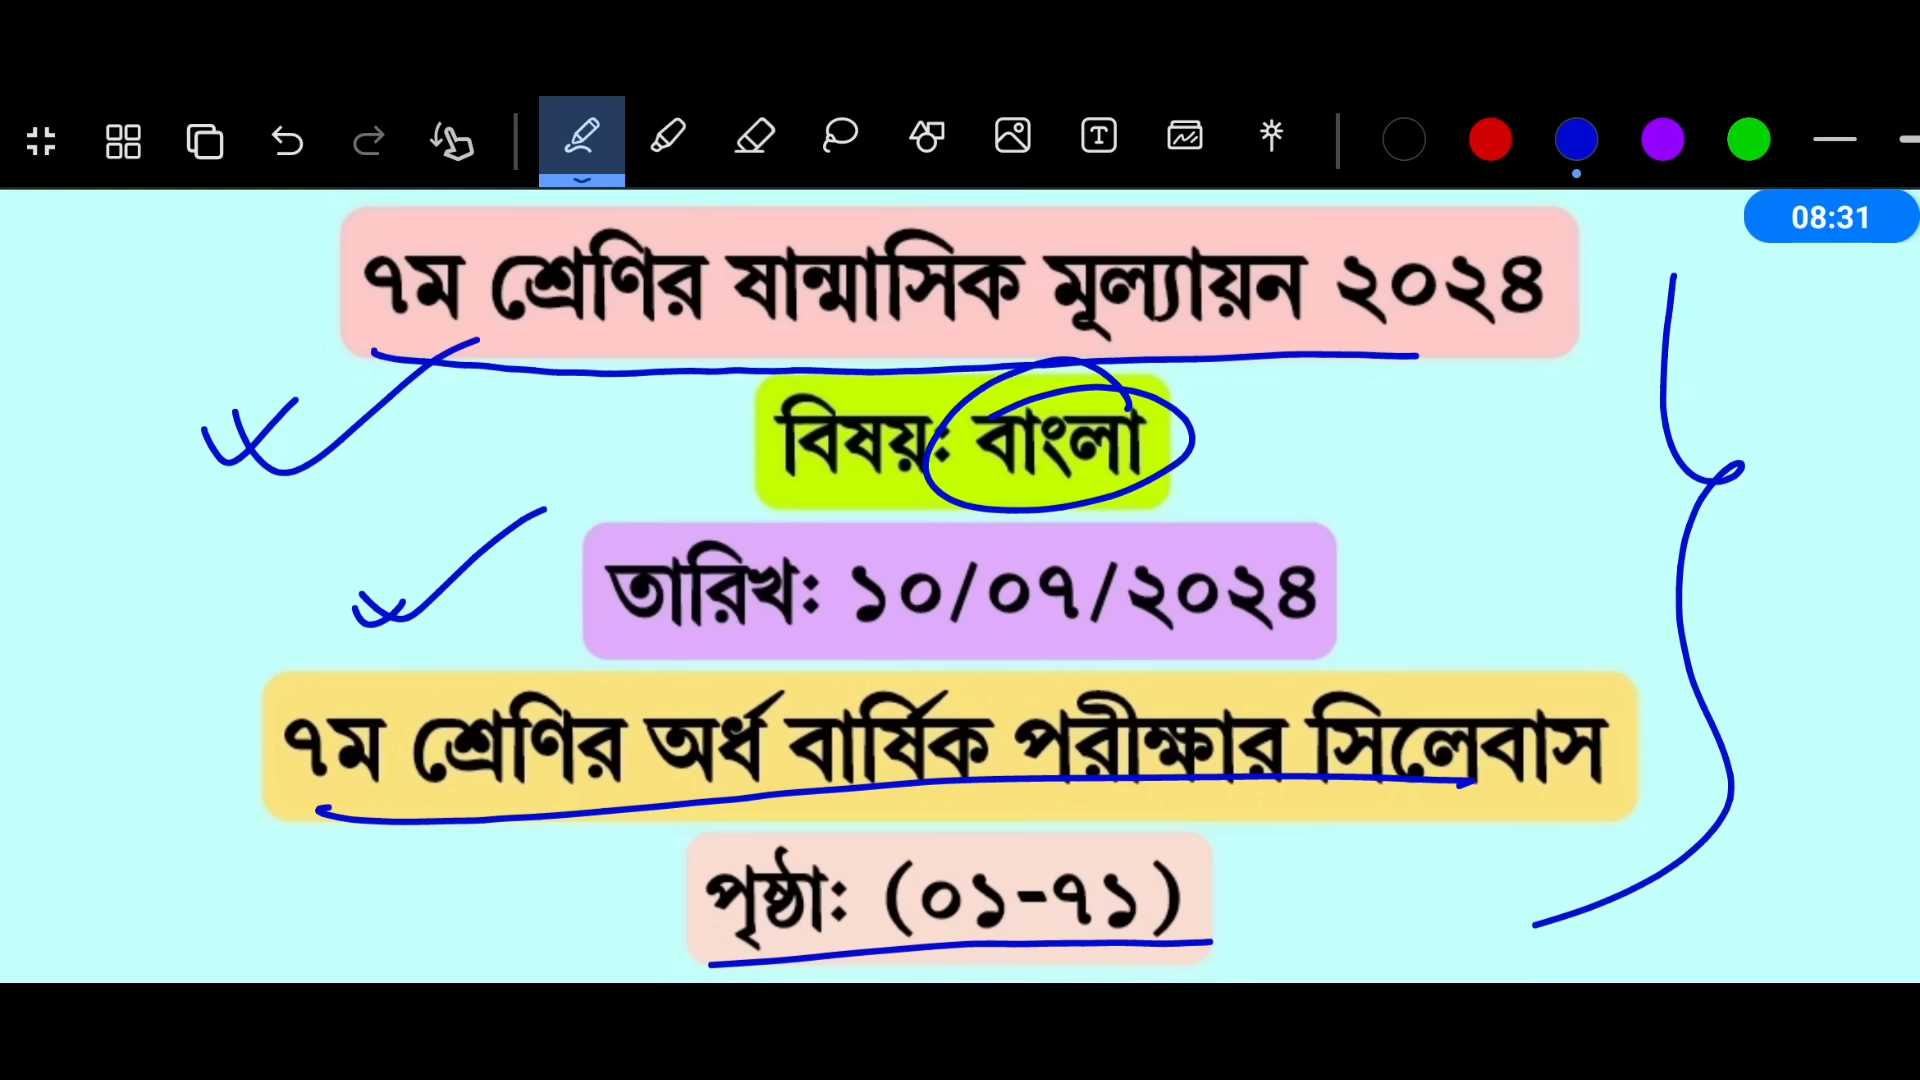 08:31
৭ম শ্রেণির ষান্মাসিক মূল্যায়ন ২০২৪
বিষয়: বাংলা
তারিখ: ১০/০৭/২০২৪
৭ম শ্রেণির অর্ধ বার্ষিক পরীক্ষার সিলেবাস
পৃষ্ঠা: (০১-৭১)